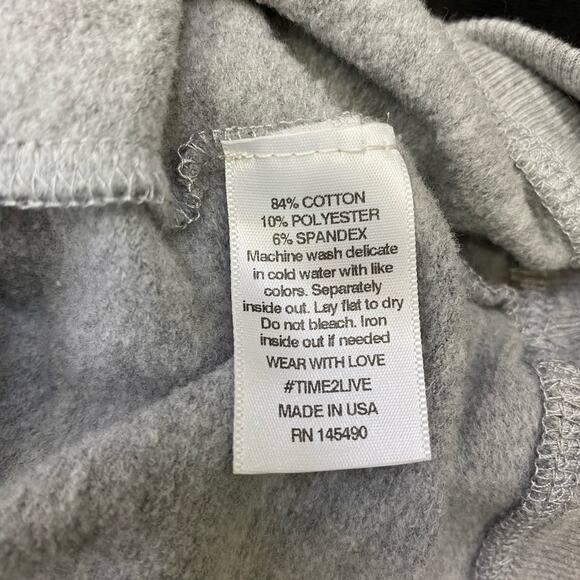 84% COTTON
10% POLYESTER
6% SPANDEX
Machine wash delicate
in cold water with like
colors. Separately
inside out. Lay flat to dry
Do not bleach. Iron
inside out if needed
WEAR WITH LOVE
#TIME2LIVE
MADE IN USA
RN 145490